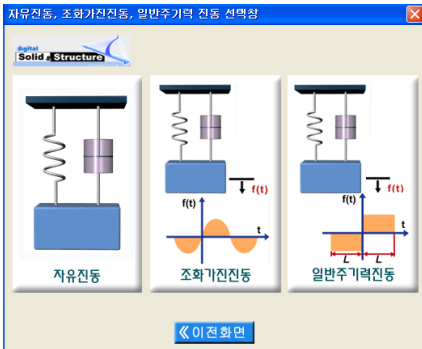 자유진동, 조화가진진동, 일반주기력 진동 선택창
digital
Solid & Structure
f(t)
f(t)
f(t)
f(t)
t
t
L
L
자유진동
조화가진진동
일반주기력진동
《이전화면